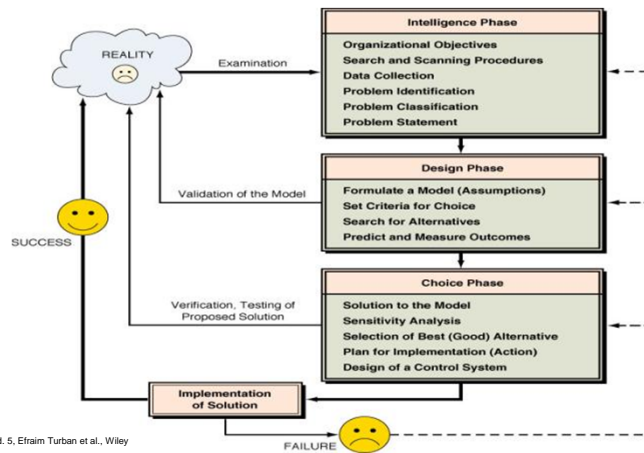 Intelligence Phase
REALITY
Examination
Organizational Objectives
Search and Scanning Procedures
Data Collection
Problem Identification
Problem Classification
Problem Statement
Design Phase
Validation of the Model
Formulate a Model (Assumptions)
Set Criteria for Choice
Search for Alternatives
Predict and Measure Outcomes
SUCCESS
Choice Phase
Verification, Testing of
Proposed Solution
Solution to the Model
Sensitivity Analysis
Selection of Best (Good) Alternative
Plan for Implementation (Action)
Design of a Control System
Implementation
of Solution
d. 5, Efraim Turban et al., Wiley
FAILURE